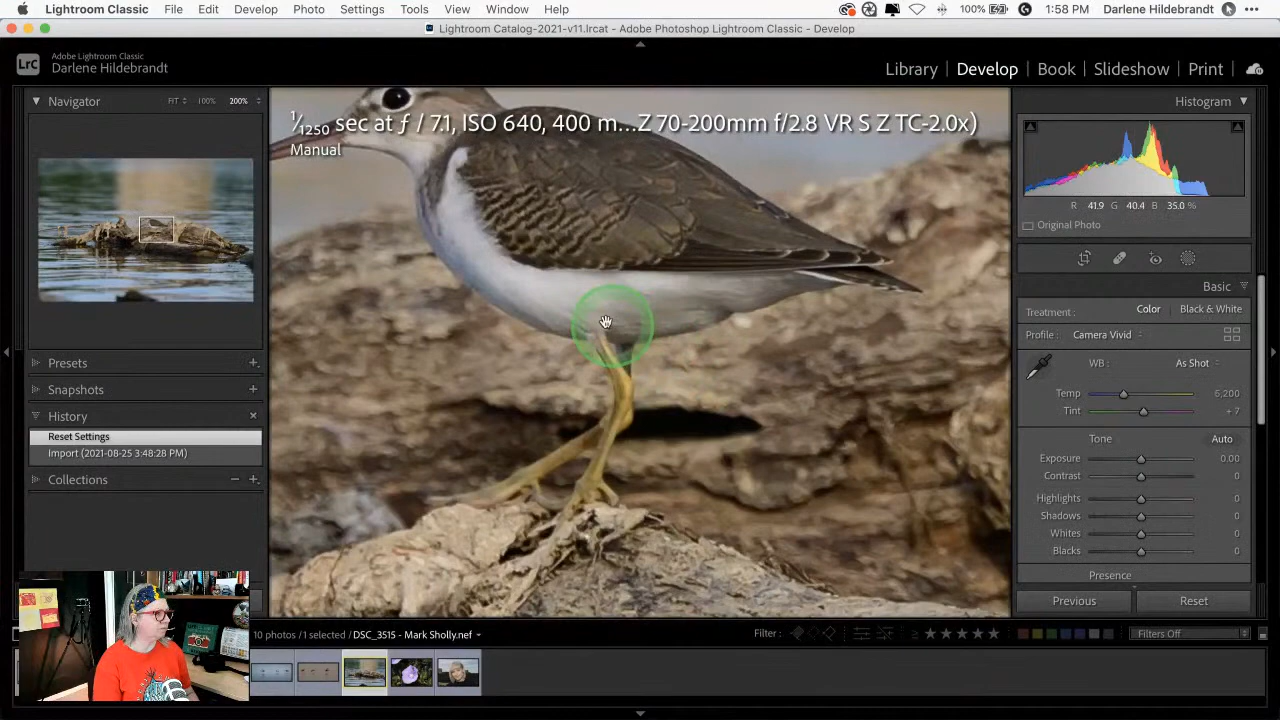 Lightroom Classic File Edit Develop Photo Settings Tools View Window Help 100% 1:58 PM Darlene Hildebrandt
Lightroom Catalog-2021-v11.lrcat - Adobe Photoshop Lightroom Classic - Develop
LrC
Adobe Lightroom Classic
Darlene Hildebrandt
Library Develop Book Slideshow Print
Navigator FIT 100% 200%
Histogram
1/1250 sec at ƒ / 7.1, ISO 640, 400 m...Z 70-200mm f/2.8 VR S Z TC-2.0x)
Manual
R 41.9 G 40.4 B 35.0 %
Original Photo
Basic
Treatment : Color Black & White
Profile : Camera Vivid
WB : As Shot
Temp 6,200
Tint + 7
Tone Auto
Exposure 0.00
Contrast 0
Highlights 0
Shadows 0
Whites 0
Blacks 0
Presence
Previous Reset
Presets
Snapshots
History
Reset Settings
Import (2021-08-25 3:48:28 PM)
Collections
10 photos / 1 selected / DSC_3515 - Mark Sholly.nef
Filter : Filters Off